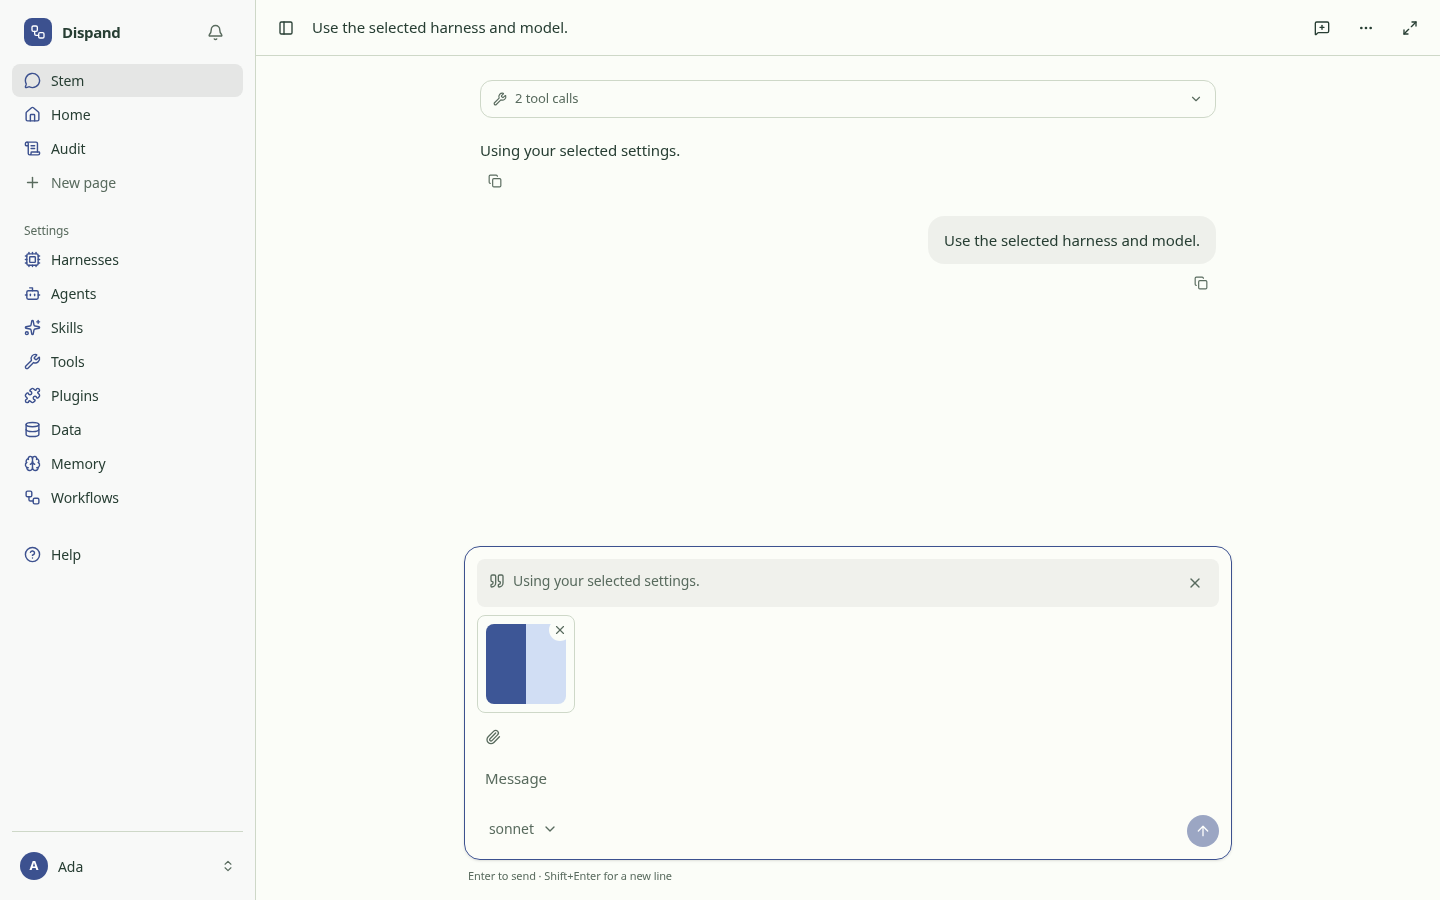 Dispand
Stem
Home
Audit
New page
Settings
Harnesses
Agents
Skills
Tools
Plugins
Data
Memory
Workflows
Help
A
Ada
Use the selected harness and model.
2 tool calls
Using your selected settings.
Use the selected harness and model.
Using your selected settings.
Message
sonnet
Enter to send · Shift+Enter for a new line